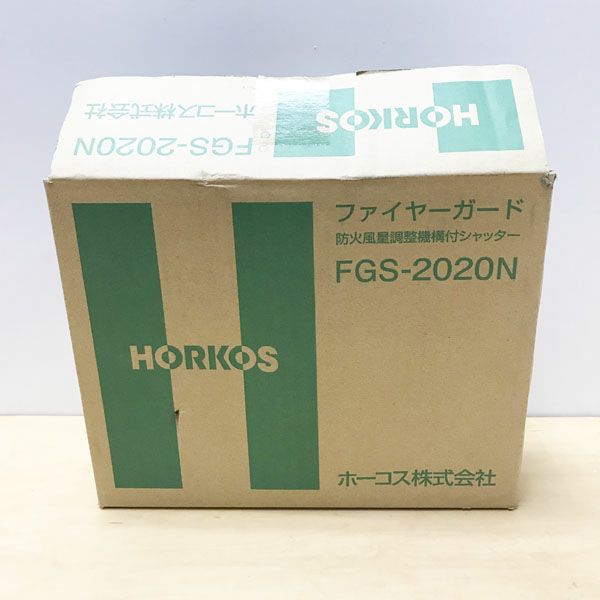 HORKOS
FGS-2020N
ホーコス株式会社
ファイヤーガード
防火風量調整機構付シャッター
FGS-2020N
HORKOS
ホーコス株式会社